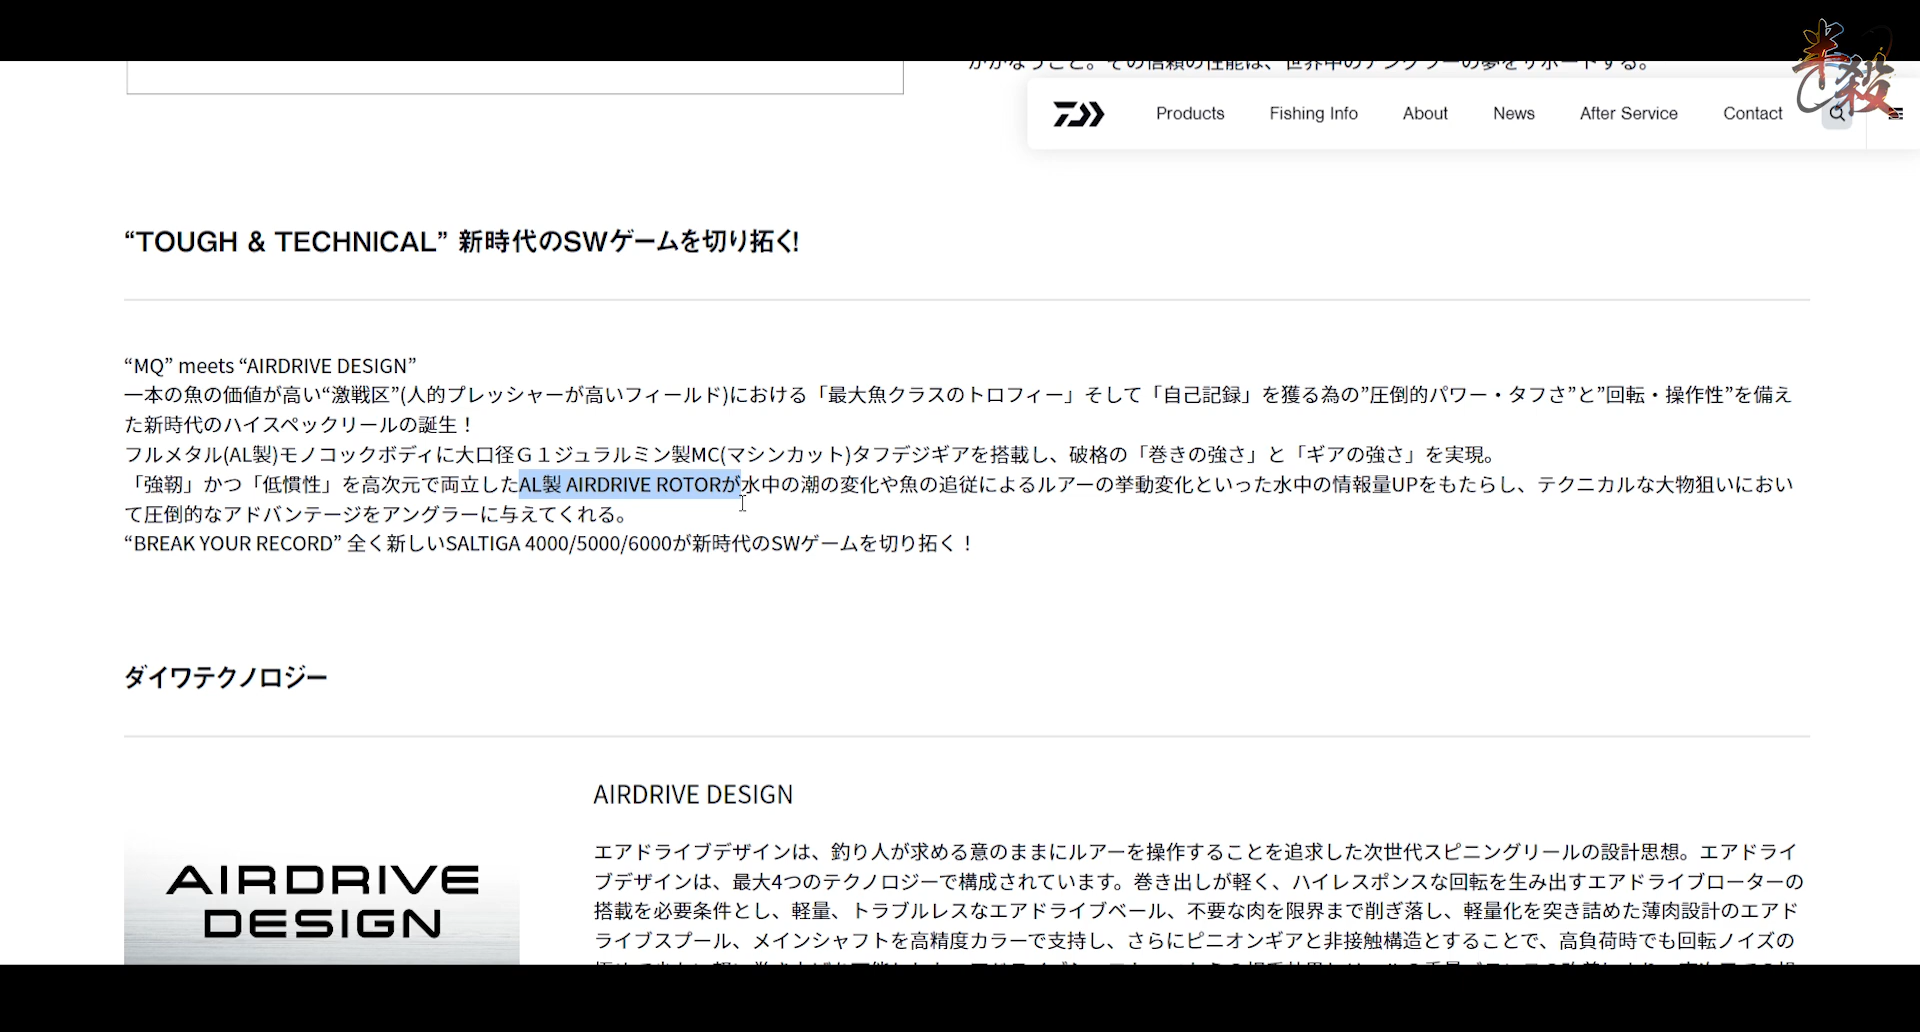 半殺
Products Fishing Info About News After Service Contact
“TOUGH & TECHNICAL” 新時代のSWゲームを切り拓く!
“MQ” meets “AIRDRIVE DESIGN”
一本の魚の価値が高い“激戦区”(人的プレッシャーが高いフィールド)における「最大魚クラスのトロフィー」そして「自己記録」を獲る為の”圧倒的パワー・タフさ”と”回転・操作性”を備え
た新時代のハイスペックリールの誕生！
フルメタル(AL製)モノコックボディに大口径Ｇ１ジュラルミン製MC(マシンカット)タフデジギアを搭載し、破格の「巻きの強さ」と「ギアの強さ」を実現。
「強靭」かつ「低慣性」を高次元で両立したAL製 AIRDRIVE ROTORが水中の潮の変化や魚の追従によるルアーの挙動変化といった水中の情報量UPをもたらし、テクニカルな大物狙いにおい
て圧倒的なアドバンテージをアングラーに与えてくれる。
“BREAK YOUR RECORD” 全く新しいSALTIGA 4000/5000/6000が新時代のSWゲームを切り拓く！
ダイワテクノロジー
AIRDRIVE DESIGN
AIRDRIVE
DESIGN
エアドライブデザインは、釣り人が求める意のままにルアーを操作することを追求した次世代スピニングリールの設計思想。エアドライ
ブデザインは、最大4つのテクノロジーで構成されています。巻き出しが軽く、ハイレスポンスな回転を生み出すエアドライブローターの
搭載を必要条件とし、軽量、トラブルレスなエアドライブベール、不要な肉を限界まで削ぎ落し、軽量化を突き詰めた薄肉設計のエアド
ライブスプール、メインシャフトを高精度カラーで支持し、さらにピニオンギアと非接触構造とすることで、高負荷時でも回転ノイズの